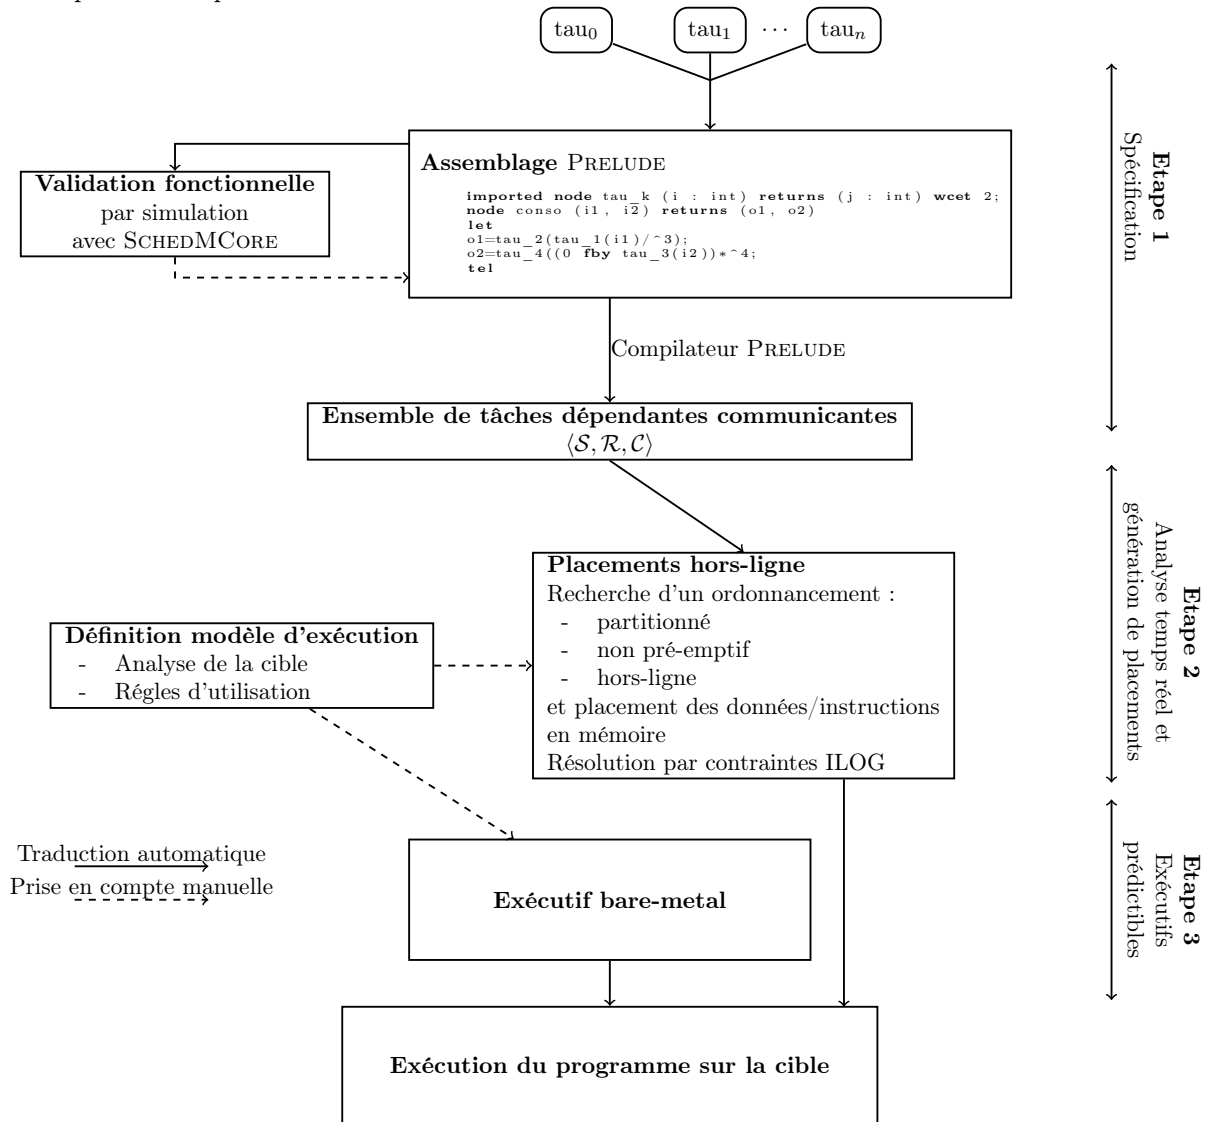 tau0 tau1 ⋯ taun
Assemblage PRELUDE
imported node tau_k (i : int) returns (j : int) wcet 2;
node conso (i1, i2) returns (o1, o2)
let
o1=tau_2(tau_1(i1)/^3);
o2=tau_4((0 fby tau_3(i2))*^4;
tel
Validation fonctionnelle
par simulation
avec SCHEDMCORE
Compilateur PRELUDE
Ensemble de tâches dépendantes communicantes
⟨S, R, C⟩
Etape 1
Spécification
Placements hors-ligne
Recherche d'un ordonnancement :
- partitionné
- non pré-emptif
- hors-ligne
et placement des données/instructions
en mémoire
Résolution par contraintes ILOG
Définition modèle d'exécution
- Analyse de la cible
- Régles d'utilisation
Etape 2
Analyse temps réel et
génération de placements
Traduction automatique
Prise en compte manuelle
Exécutif bare-metal
Etape 3
Exécutifs
prédictibles
Exécution du programme sur la cible